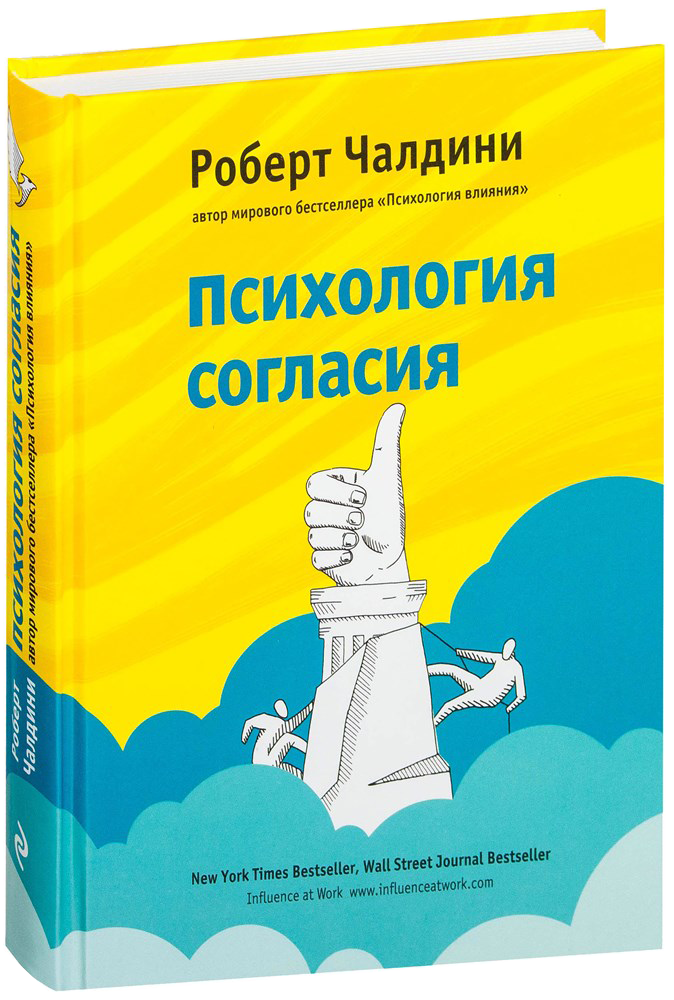 Роберт Чалдини
автор мирового бестселлера «Психология влияния»
психология
согласия
New York Times Bestseller, Wall Street Journal Bestseller
Influence at Work www.influenceatwork.com
Роберт
Чалдини
психология согласия
автор мирового бестселлера «Психология влияния»